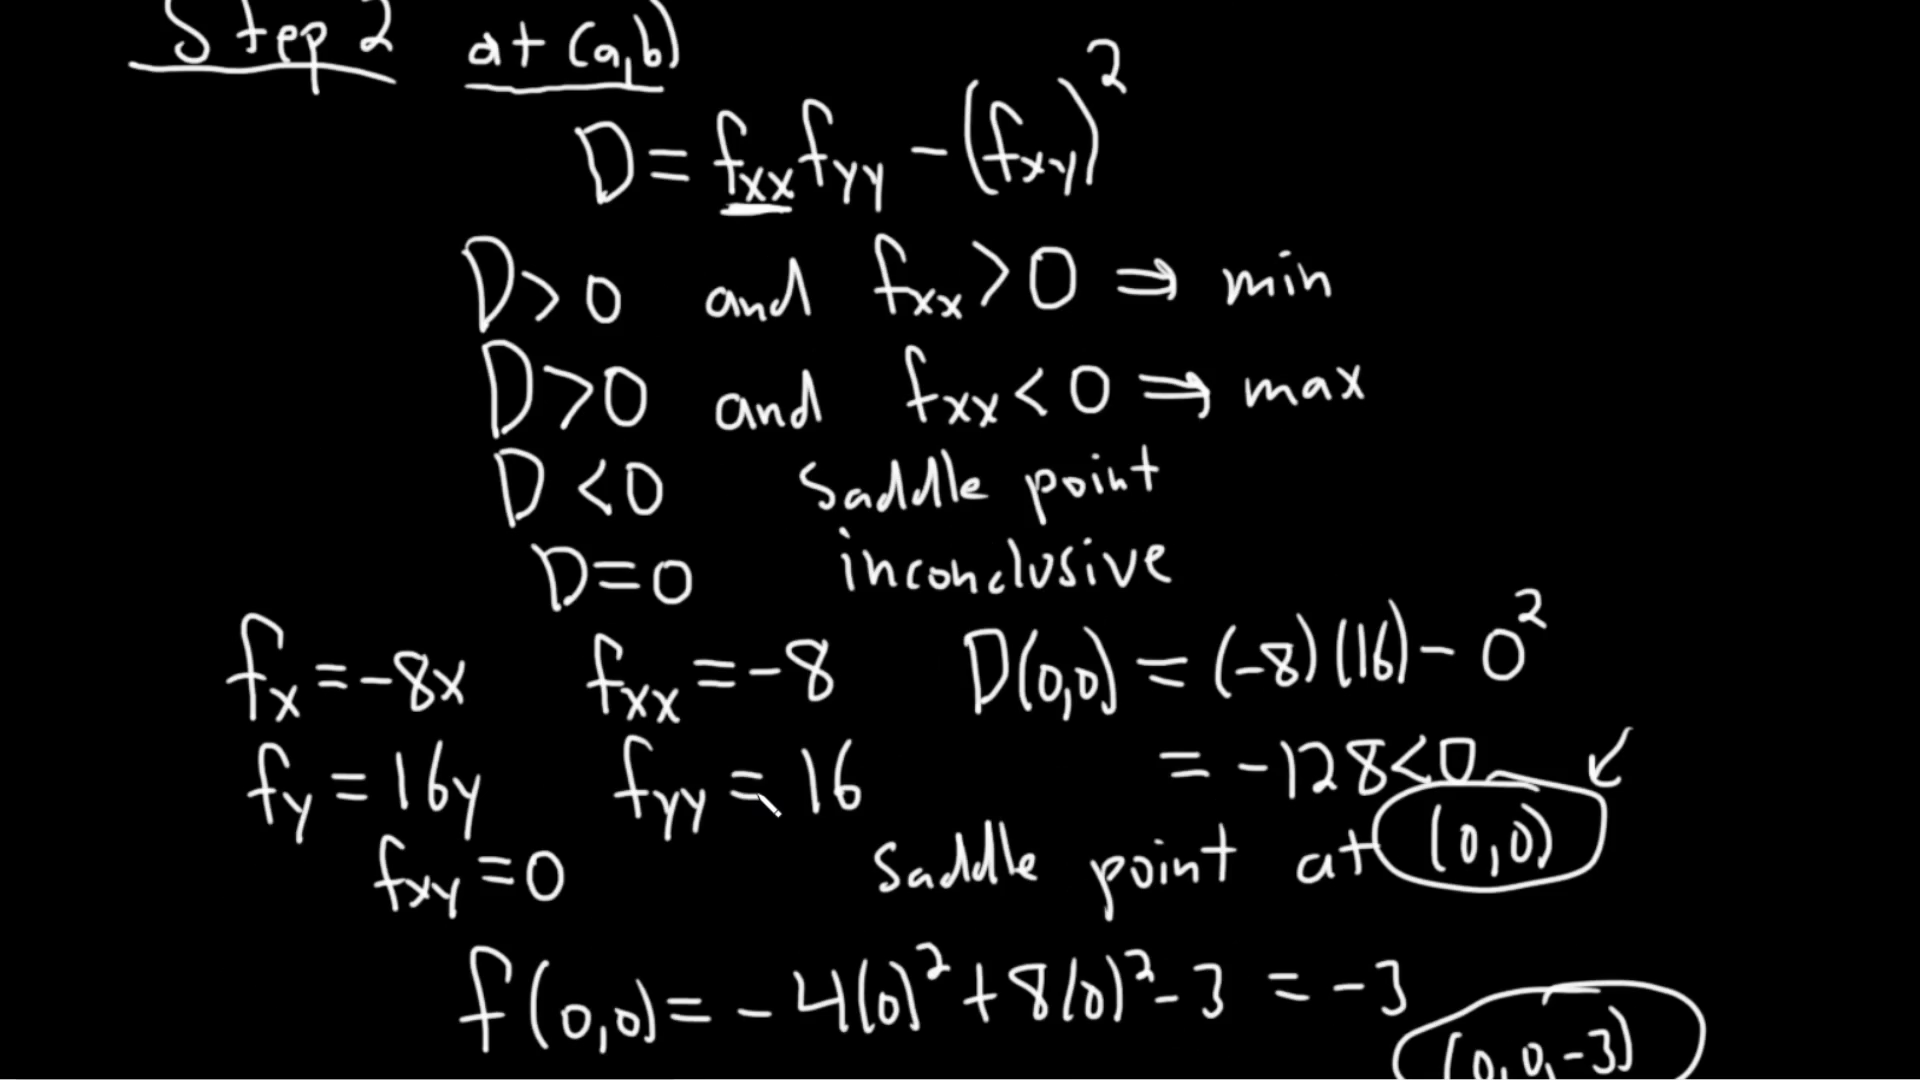 Step 2 at (a,b)
D = fxx fyy - (fxy)²
D > 0 and fxx > 0 ⇒ min
D > 0 and fxx < 0 ⇒ max
D < 0 saddle point
D = 0 inconclusive
fx = -8x fxx = -8 D(0,0) = (-8)(16) - 0²
fy = 16y fyy = 16 = -128 < 0
fxy = 0 saddle point at (0,0)
f(0,0) = -4(0)² + 8(0)² - 3 = -3
(0,0,-3)